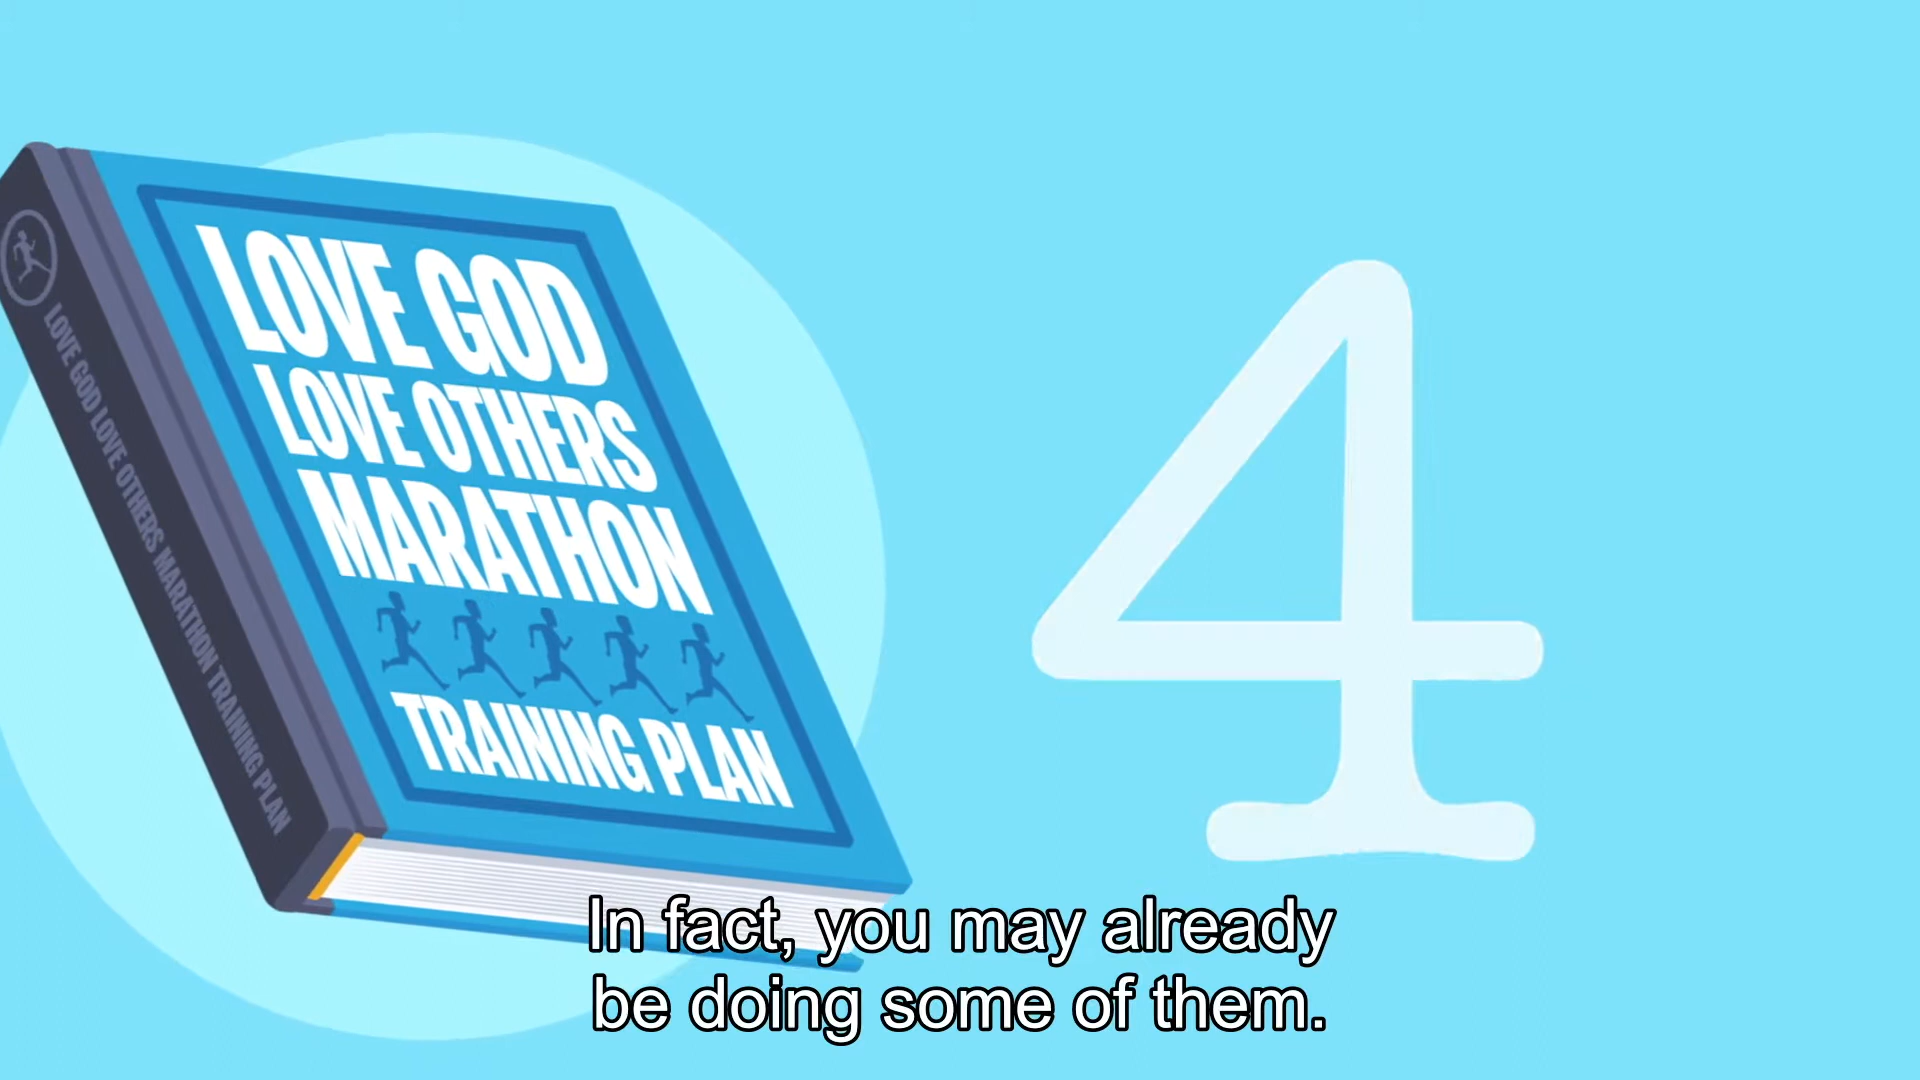 LOVE GOD
LOVE OTHERS
MARATHON
TRAINING PLAN
LOVE GOD LOVE OTHERS MARATHON TRAINING PLAN
4
In fact, you may already
be doing some of them.